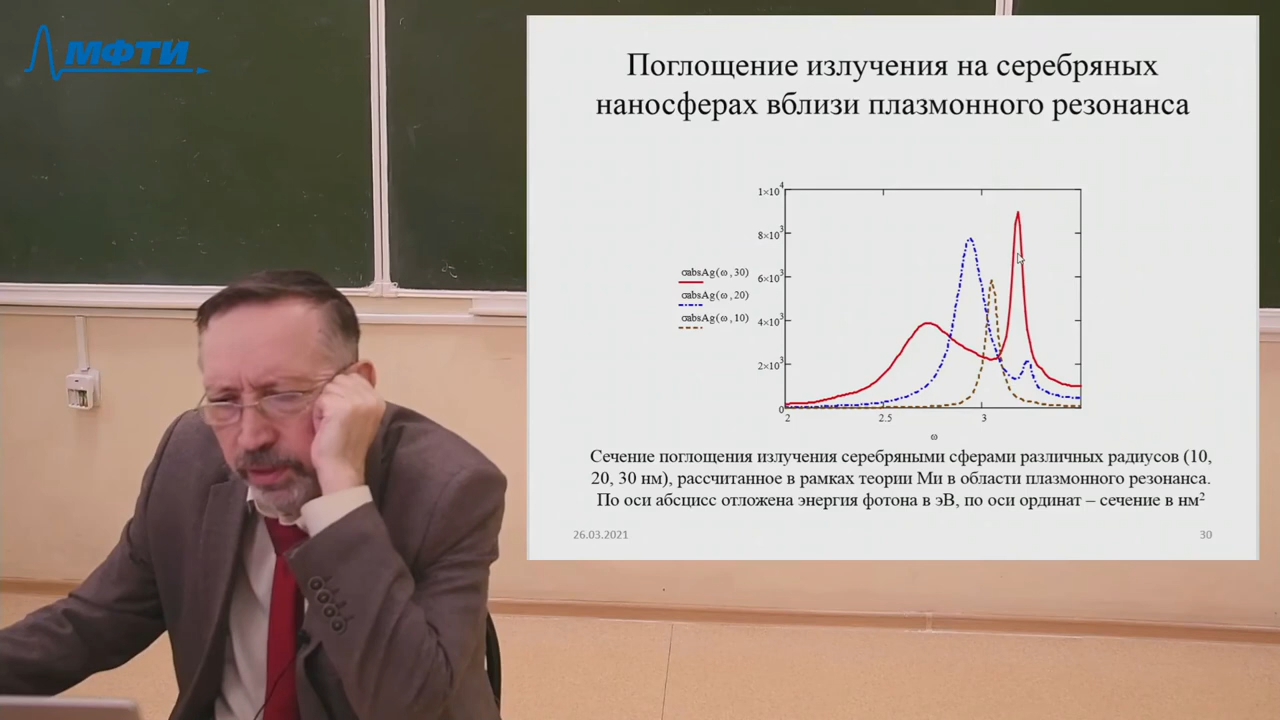 МФТИ
Поглощение излучения на серебряных
наносферах вблизи плазмонного резонанса
1×10⁴
8×10³
6×10³
4×10³
2×10³
0
σabsAg(ω,30)
σabsAg(ω,20)
σabsAg(ω,10)
2
2.5
3
ω
Сечение поглощения излучения серебряными сферами различных радиусов (10,
20, 30 нм), рассчитанное в рамках теории Ми в области плазмонного резонанса.
По оси абсцисс отложена энергия фотона в эВ, по оси ординат – сечение в нм²
26.03.2021
30